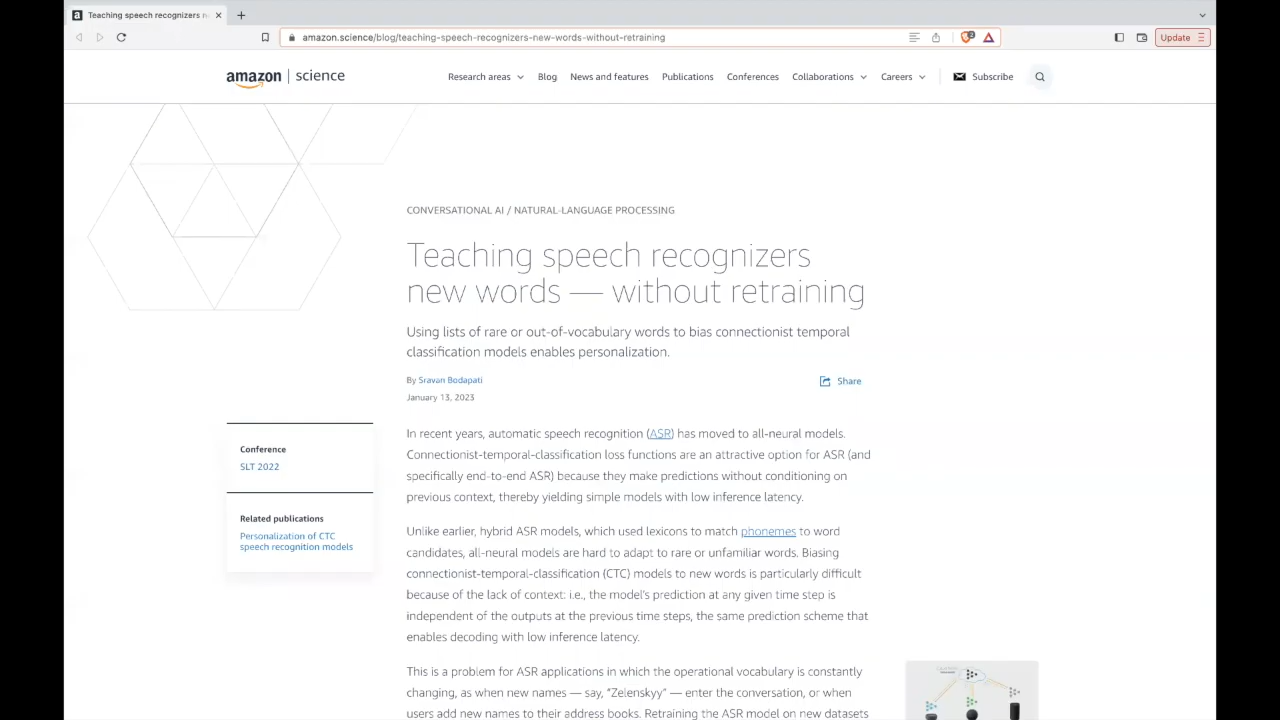 Teaching speech recognizers n
amazon.science/blog/teaching-speech-recognizers-new-words-without-retraining
2
Update
amazon | science
Research areas
Blog
News and features
Publications
Conferences
Collaborations
Careers
Subscribe
CONVERSATIONAL AI / NATURAL-LANGUAGE PROCESSING
Teaching speech recognizers
new words — without retraining
Using lists of rare or out-of-vocabulary words to bias connectionist temporal
classification models enables personalization.
By Sravan Bodapati
Share
January 13, 2023
Conference
SLT 2022
Related publications
Personalization of CTC
speech recognition models
In recent years, automatic speech recognition (ASR) has moved to all-neural models.
Connectionist-temporal-classification loss functions are an attractive option for ASR (and
specifically end-to-end ASR) because they make predictions without conditioning on
previous context, thereby yielding simple models with low inference latency.
Unlike earlier, hybrid ASR models, which used lexicons to match phonemes to word
candidates, all-neural models are hard to adapt to rare or unfamiliar words. Biasing
connectionist-temporal-classification (CTC) models to new words is particularly difficult
because of the lack of context: i.e., the model's prediction at any given time step is
independent of the outputs at the previous time steps, the same prediction scheme that
enables decoding with low inference latency.
This is a problem for ASR applications in which the operational vocabulary is constantly
changing, as when new names — say, "Zelenskyy" — enter the conversation, or when
users add new names to their address books. Retraining the ASR model on new datasets